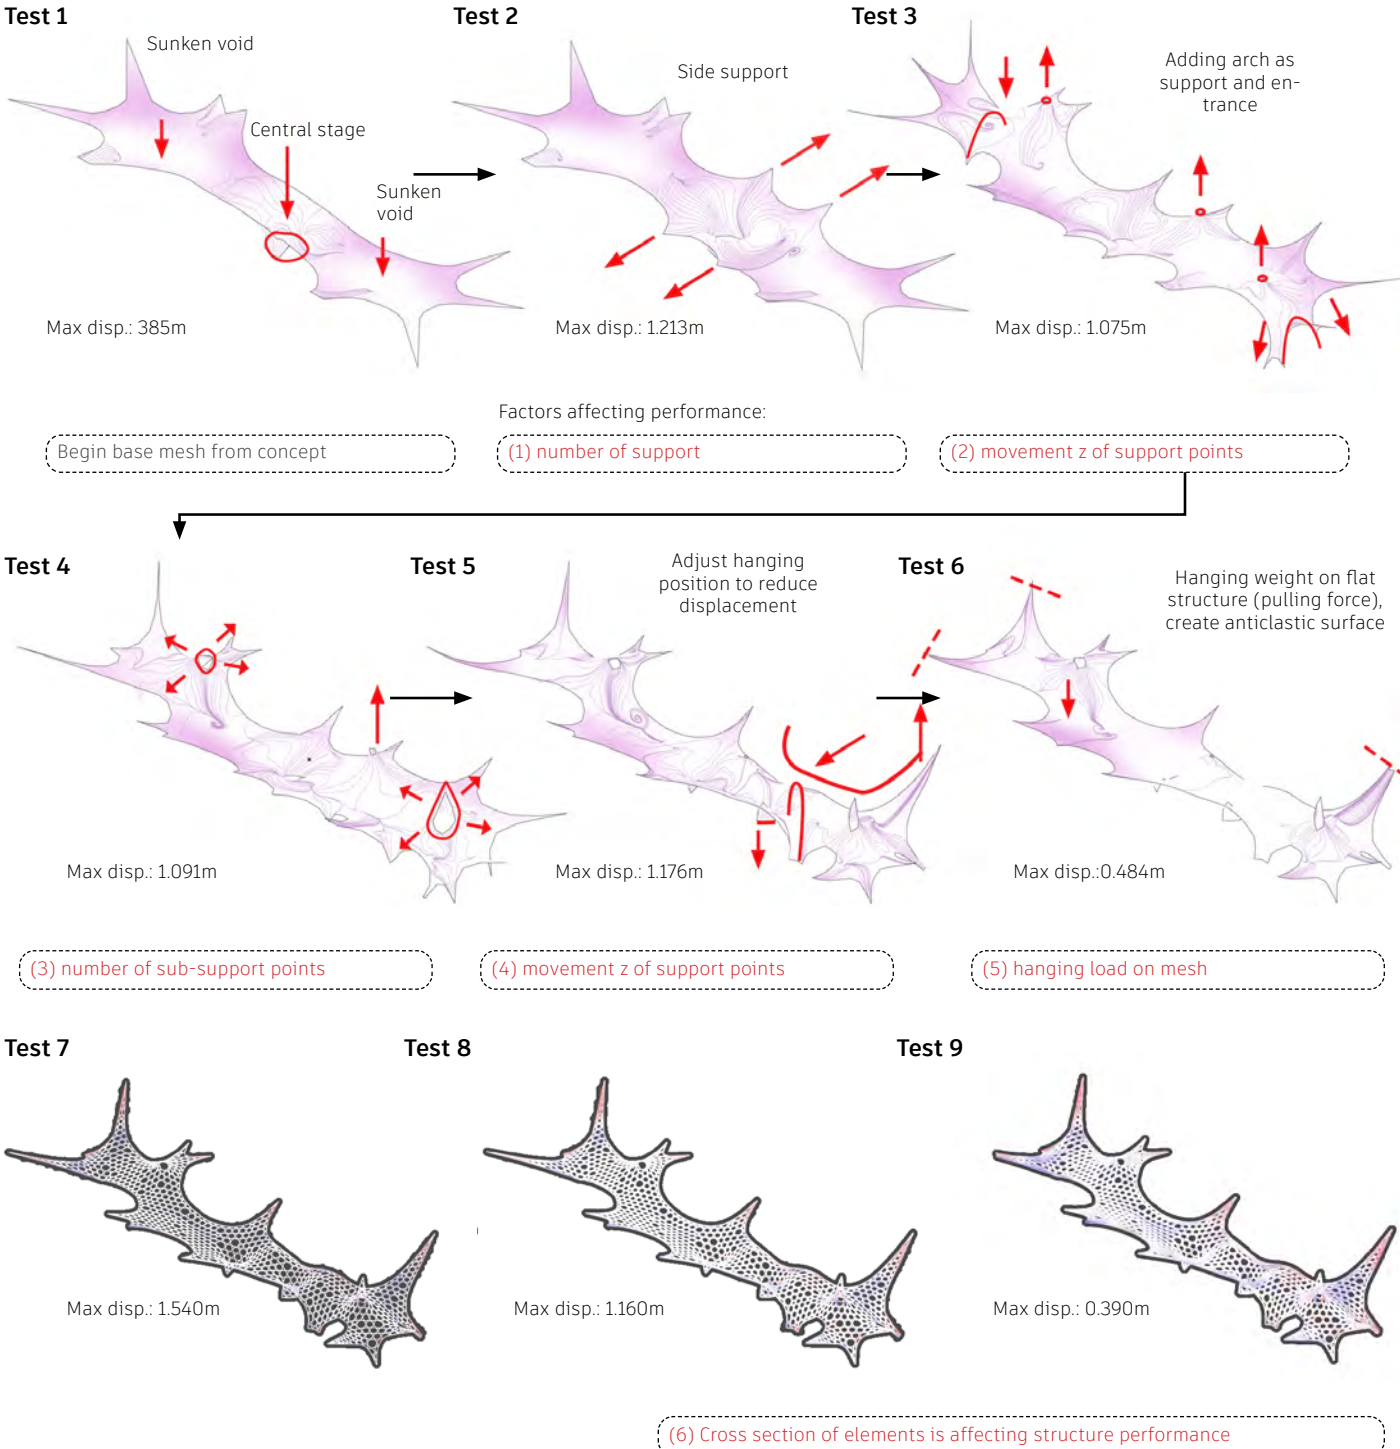 Test 1
Test 2
Test 3
Sunken void
Central stage
Sunken
void
Side support
Adding arch as
support and en-
trance
Max disp.: 385m
Max disp.: 1.213m
Max disp.: 1.075m
Factors affecting performance:
Begin base mesh from concept
(1) number of support
(2) movement z of support points
Test 4
Test 5
Test 6
Adjust hanging
position to reduce
displacement
Hanging weight on flat
structure (pulling force),
create anticlastic surface
Max disp.: 1.091m
Max disp.: 1.176m
Max disp.:0.484m
(3) number of sub-support points
(4) movement z of support points
(5) hanging load on mesh
Test 7
Test 8
Test 9
Max disp.: 1.540m
Max disp.: 1.160m
Max disp.: 0.390m
(6) Cross section of elements is affecting structure performance